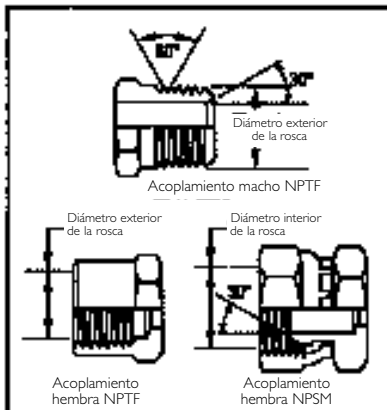 60°
30°
Diámetro exterior
de la rosca
Acoplamiento macho NPTF
Diámetro exterior
de la rosca
Diámetro interior
de la rosca
30°
Acoplamiento
hembra NPTF
Acoplamiento
hembra NPSM